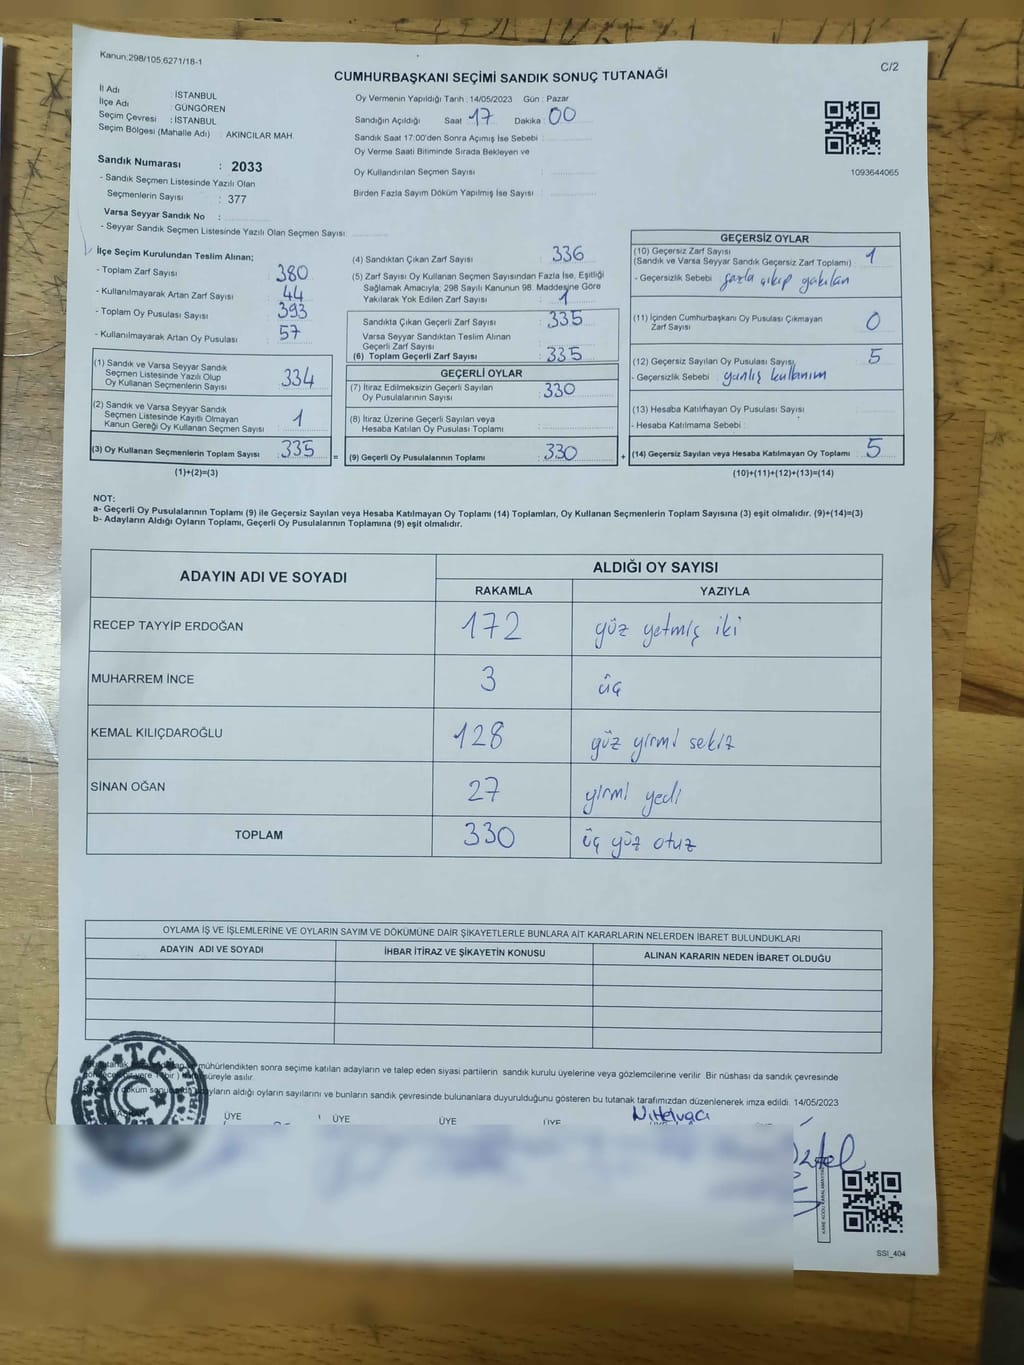 Kanun:298/105,6271/18-1
C/2
CUMHURBAŞKANI SEÇİMİ SANDIK SONUÇ TUTANAĞI
İl Adı : İSTANBUL
İlçe Adı : GÜNGÖREN
Seçim Çevresi : İSTANBUL
Seçim Bölgesi (Mahalle Adı) : AKINCILAR MAH.
Oy Vermenin Yapıldığı Tarih : 14/05/2023 Gün : Pazar
Sandığın Açıldığı Saat : 17 Dakika : 00
Sandık Saat 17:00'den Sonra Açımış İse Sebebi :
Oy Verme Saati Bitiminde Sırada Bekleyen ve
Oy Kullandırılan Seçmen Sayısı :
Birden Fazla Sayım Döküm Yapılmış İse Sayısı :
1093644065
Sandık Numarası : 2033
- Sandık Seçmen Listesinde Yazılı Olan
Seçmenlerin Sayısı : 377
Varsa Seyyar Sandık No :
- Seyyar Sandık Seçmen Listesinde Yazılı Olan Seçmen Sayısı:
İlçe Seçim Kurulundan Teslim Alınan;
- Toplam Zarf Sayısı : 380
- Kullanılmayarak Artan Zarf Sayısı : 44
- Toplam Oy Pusulası Sayısı : 393
- Kullanılmayarak Artan Oy Pusulası : 57
(1) Sandık ve Varsa Seyyar Sandık
Seçmen Listesinde Yazılı Olup
Oy Kullanan Seçmenlerin Sayısı : 334
(2) Sandık ve Varsa Seyyar Sandık
Seçmen Listesinde Kayıtlı Olmayan
Kanun Gereği Oy Kullanan Seçmen Sayısı : 1
(3) Oy Kullanan Seçmenlerin Toplam Sayısı : 335
(1)+(2)=(3)
(4) Sandıktan Çıkan Zarf Sayısı : 336
(5) Zarf Sayısı Oy Kullanan Seçmen Sayısından Fazla İse, Eşitliği
Sağlamak Amacıyla; 298 Sayılı Kanunun 98. Maddesine Göre
Yakılarak Yok Edilen Zarf Sayısı : 1
Sandıkta Çıkan Geçerli Zarf Sayısı : 335
Varsa Seyyar Sandıktan Teslim Alınan
Geçerli Zarf Sayısı :
(6) Toplam Geçerli Zarf Sayısı : 335
GEÇERLİ OYLAR
(7) İtiraz Edilmeksizin Geçerli Sayılan
Oy Pusulalarının Sayısı : 330
(8) İtiraz Üzerine Geçerli Sayılan veya
Hesaba Katılan Oy Pusulası Toplamı :
(9) Geçerli Oy Pusulalarının Toplamı : 330
GEÇERSİZ OYLAR
(10) Geçersiz Zarf Sayısı
(Sandık ve Varsa Seyyar Sandık Geçersiz Zarf Toplamı) : 1
- Geçersizlik Sebebi : fazla çıkıp yakılan
(11) İçinden Cumhurbaşkanı Oy Pusulası Çıkmayan
Zarf Sayısı : 0
(12) Geçersiz Sayılan Oy Pusulası Sayısı : 5
- Geçersizlik Sebebi : yanlış kullanım
(13) Hesaba Katılmayan Oy Pusulası Sayısı :
- Hesaba Katılmama Sebebi :
(14) Geçersiz Sayılan veya Hesaba Katılmayan Oy Toplamı : 5
(10)+(11)+(12)+(13)=(14)
NOT:
a- Geçerli Oy Pusulalarının Toplamı (9) ile Geçersiz Sayılan veya Hesaba Katılmayan Oy Toplamı (14) Toplamları, Oy Kullanan Seçmenlerin Toplam Sayısına (3) eşit olmalıdır. (9)+(14)=(3)
b- Adayların Aldığı Oyların Toplamı, Geçerli Oy Pusulalarının Toplamına (9) eşit olmalıdır.
ADAYIN ADI VE SOYADI
ALDIĞI OY SAYISI
RAKAMLA YAZIYLA
RECEP TAYYİP ERDOĞAN 172 yüz yetmiş iki
MUHARREM İNCE 3 üç
KEMAL KILIÇDAROĞLU 128 yüz yirmi sekiz
SİNAN OĞAN 27 yirmi yedi
TOPLAM 330 üç yüz otuz
OYLAMA İŞ VE İŞLEMLERİNE VE OYLARIN SAYIM VE DÖKÜMÜNE DAİR ŞİKAYETLERLE BUNLARA AİT KARARLARIN NELERDEN İBARET BULUNDUKLARI
ADAYIN ADI VE SOYADI İHBAR İTİRAZ VE ŞİKAYETİN KONUSU ALINAN KARARIN NEDEN İBARET OLDUĞU
mühürlendikten sonra seçime katılan adayların ve talep eden siyasi partilerin sandık kurulu üyelerine veya gözlemcilerine verilir. Bir nüshası da sandık çevresinde
süreyle asılır.
adayların aldığı oyların sayılarını ve bunların sandık çevresinde bulunanlara duyurulduğunu gösteren bu tutanak tarafımızdan düzenlenerek imza edildi. 14/05/2023
T.C.
BAŞKAN ÜYE ÜYE ÜYE ÜYE
SSI_404